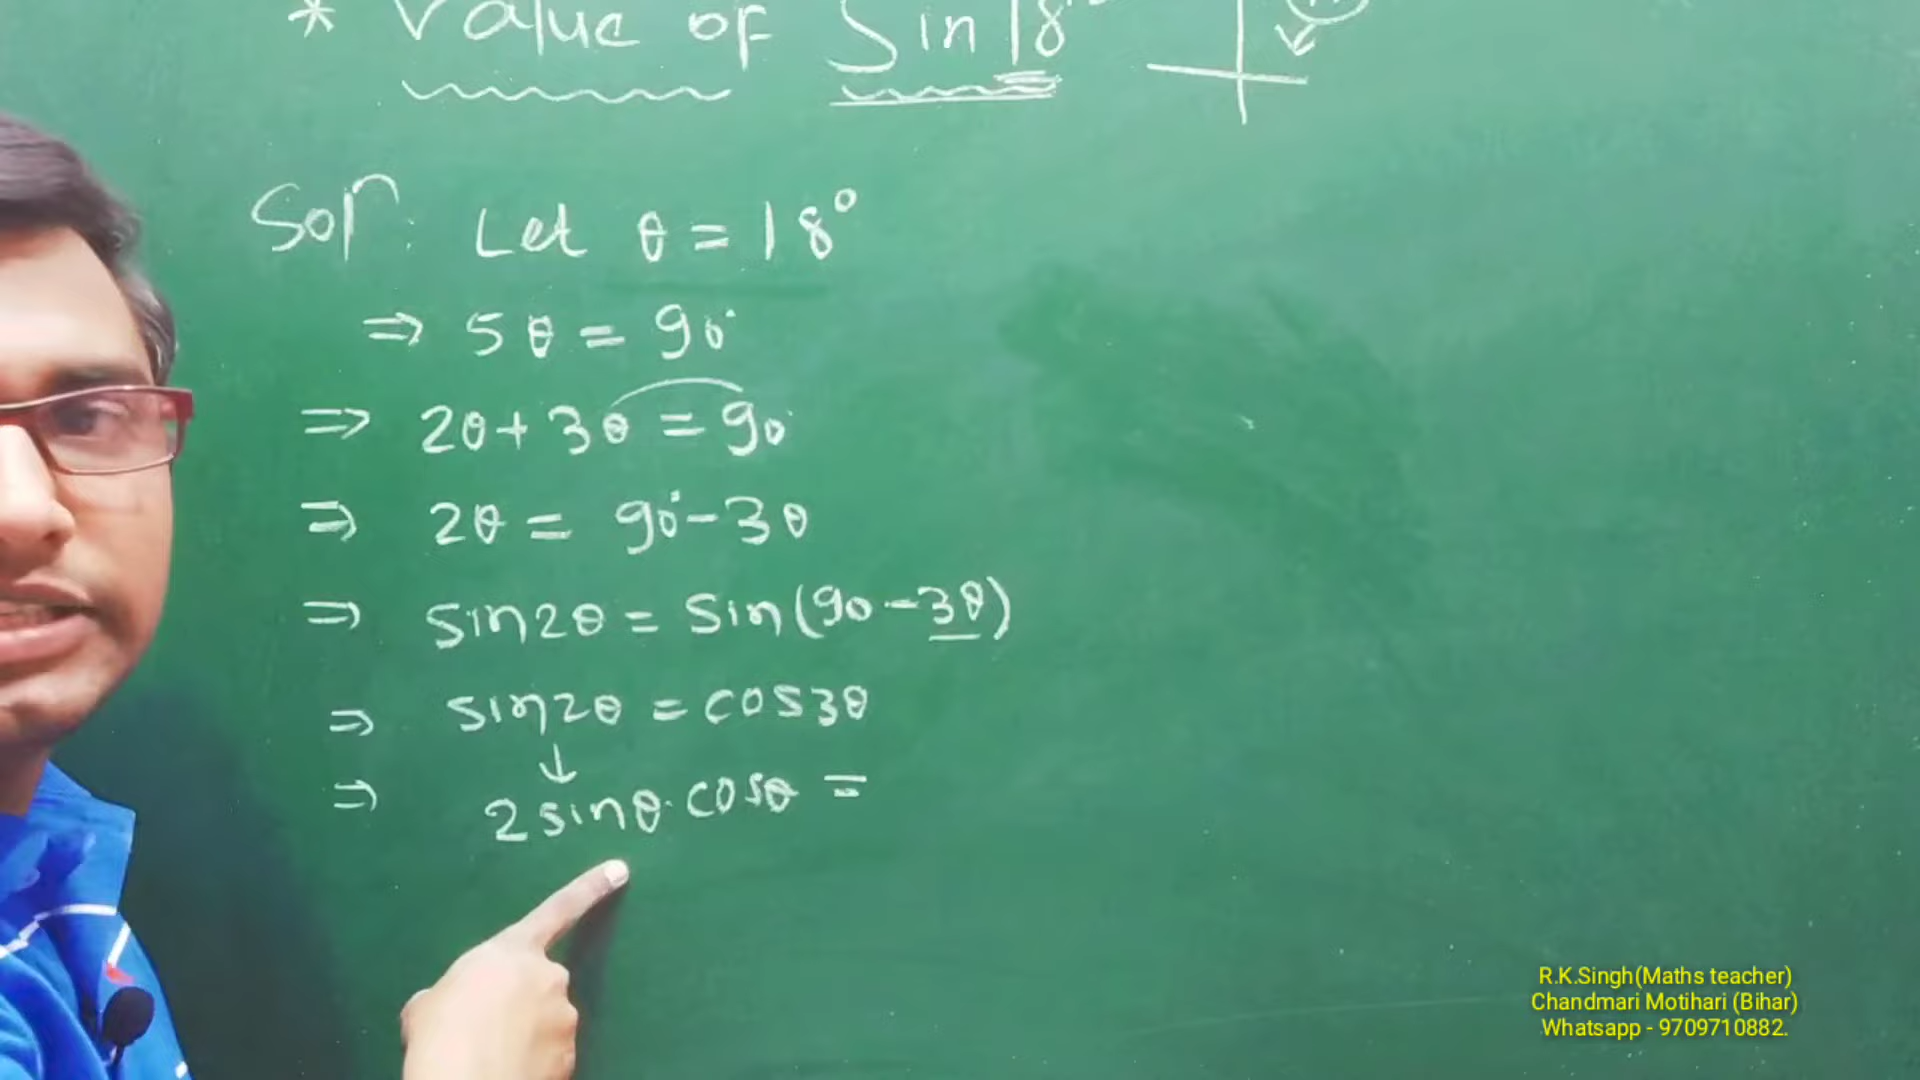 * Value of Sin18°
Solⁿ: Let θ = 18°
⇒ 5θ = 90°
⇒ 2θ + 3θ = 90°
⇒ 2θ = 90° - 3θ
⇒ sin2θ = sin(90 - 3θ)
⇒ sin2θ = cos3θ
↓
⇒ 2sinθ. cosθ =
R.K.Singh(Maths teacher)
Chandmari Motihari (Bihar)
Whatsapp - 9709710882.